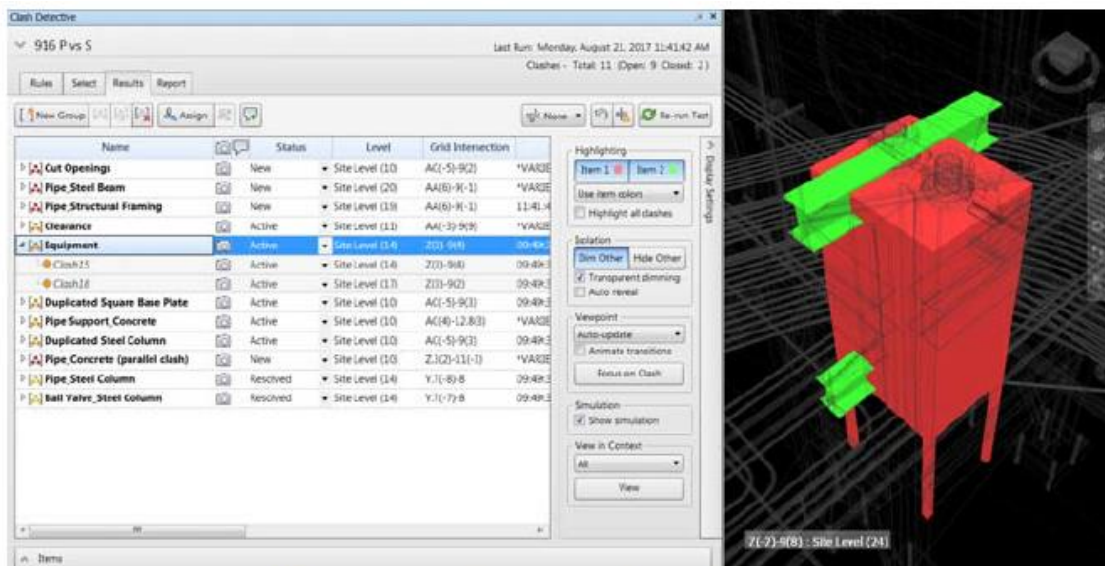 Clash Detective
916 P vs S
Last Run: Monday, August 21, 2017 11:41:42 AM
Clashes - Total: 11 (Open: 9 Closed: 2)
Rules Select Results Report
New Group Assign None Re-run Test
Name Status Level Grid Intersection
Cut Openings New Site Level (10) AC(-5)-9(2)
Pipe_Steel Beam New Site Level (20) AA(6)-9(-1)
Pipe_Structural Framing New Site Level (19) AA(6)-9(-1)
Clearance Active Site Level (11) AA(-3)-9(9)
Equipment Active Site Level (14)
Clash15 Active Site Level (14)
Clash18 Active Site Level (17)
Duplicated Square Base Plate Active Site Level (10) AC(-5)-9(3)
Pipe Support_Concrete Active Site Level (10) AC(4)-12.8(3)
Duplicated Steel Column Active Site Level (10) AC(-5)-9(3)
Pipe_Concrete (parallel clash) New Site Level (10)
Pipe_Steel Column Resolved Site Level (14) Y.7(-8)-8
Ball Valve_Steel Column Resolved Site Level (14) Y.7(-7)-8
Highlighting
Item 1 Item 2
Use item colors
Highlight all clashes
Isolation
Dim Other Hide Other
Transparent dimming
Auto reveal
Viewpoint
Auto-update
Animate transitions
Focus on Clash
Simulation
Show simulation
View in Context
All
View
Display Settings
Items
Z(-2)-9(8) : Site Level (24)